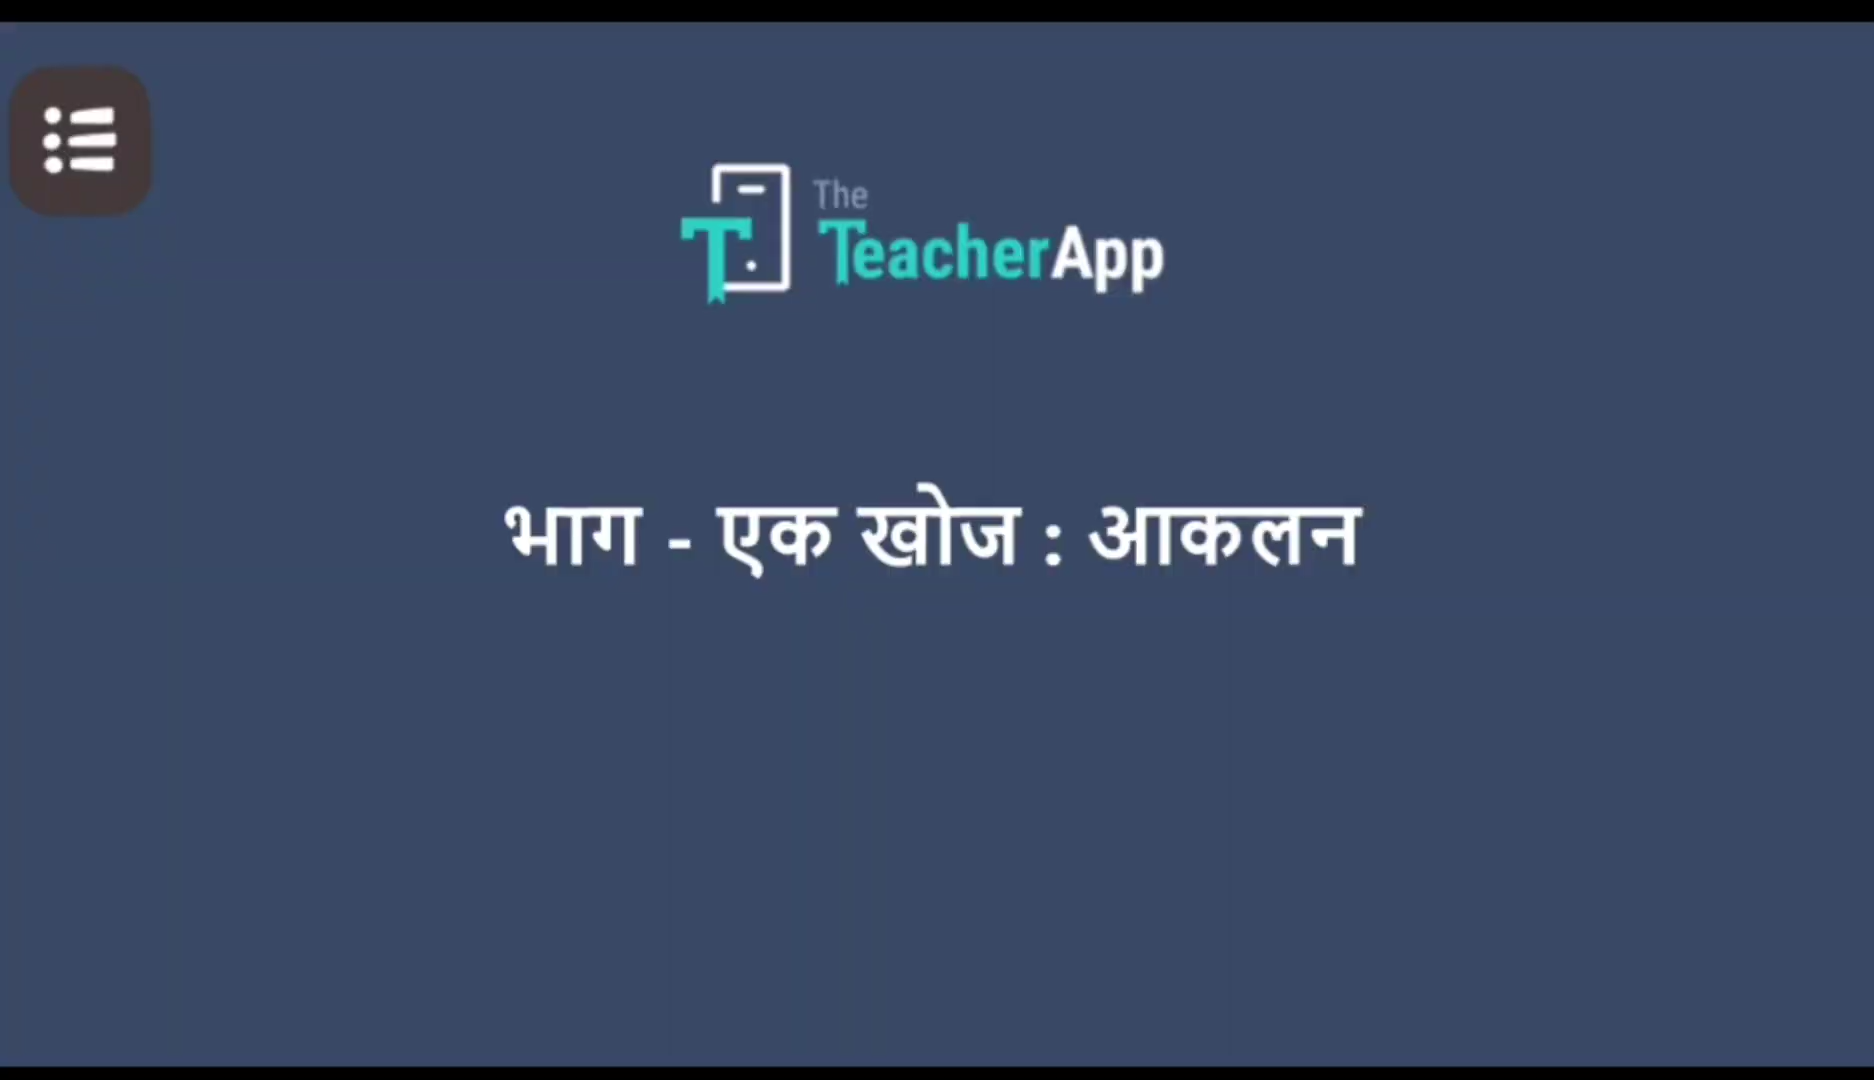 The
TeacherApp
भाग - एक खोज : आकलन